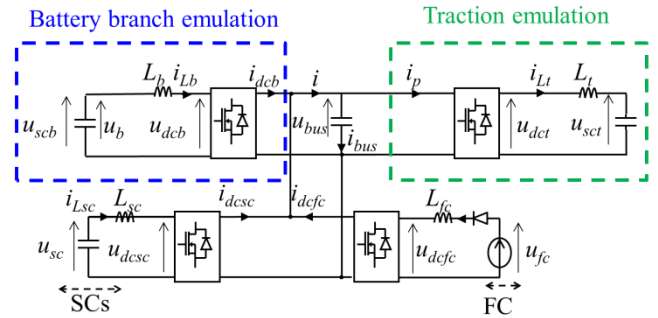 Battery branch emulation
Traction emulation
L_b i_Lb i_dcb i i_p i_Lt L_t
u_scb u_b u_dcb u_bus i_bus u_dct u_sct
i_Lsc L_sc i_dcsc i_dcfc L_fc
u_sc u_dcsc u_dcfc u_fc
SCs FC